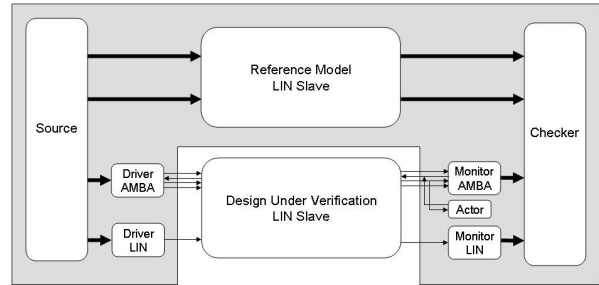 Source
Reference Model
LIN Slave
Checker
Driver
AMBA
Design Under Verification
LIN Slave
Monitor
AMBA
Actor
Driver
LIN
Monitor
LIN